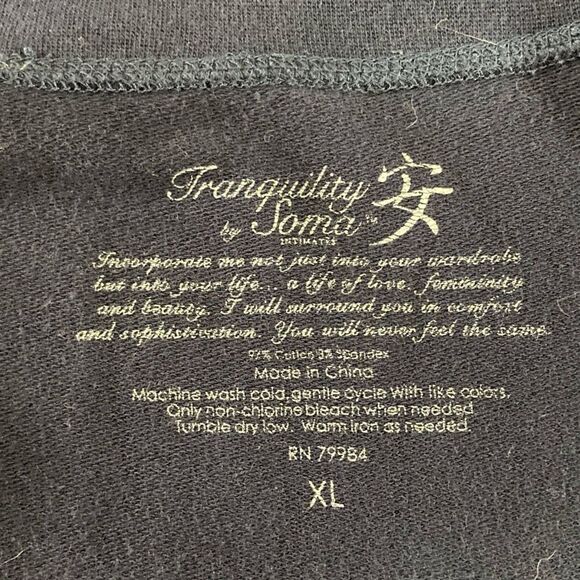 Tranquility 安
by Soma™
INTIMATES
Incorporate me not just into your wardrobe
but into your life... a life of love, femininity
and beauty. I will surround you in comfort
and sophistication. You will never feel the same.
97% Cotton 3% Spandex
Made in China
Machine wash cold, gentle cycle With like colors.
Only non-chlorine bleach when needed
Tumble dry low. Warm Iron as needed.
RN 79984
XL